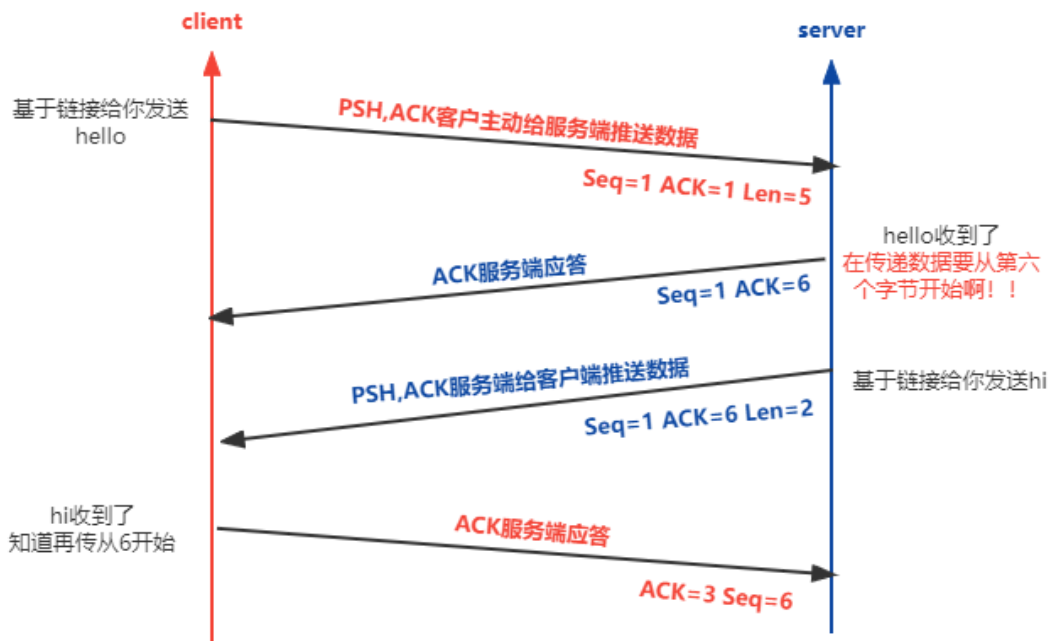 client
server
基于链接给你发送
hello
PSH,ACK客户主动给服务端推送数据
Seq=1 ACK=1 Len=5
hello收到了
在传递数据要从第六
个字节开始啊！！
ACK服务端应答
Seq=1 ACK=6
PSH,ACK服务端给客户端推送数据
Seq=1 ACK=6 Len=2
基于链接给你发送hi
hi收到了
知道再传从6开始
ACK服务端应答
ACK=3 Seq=6